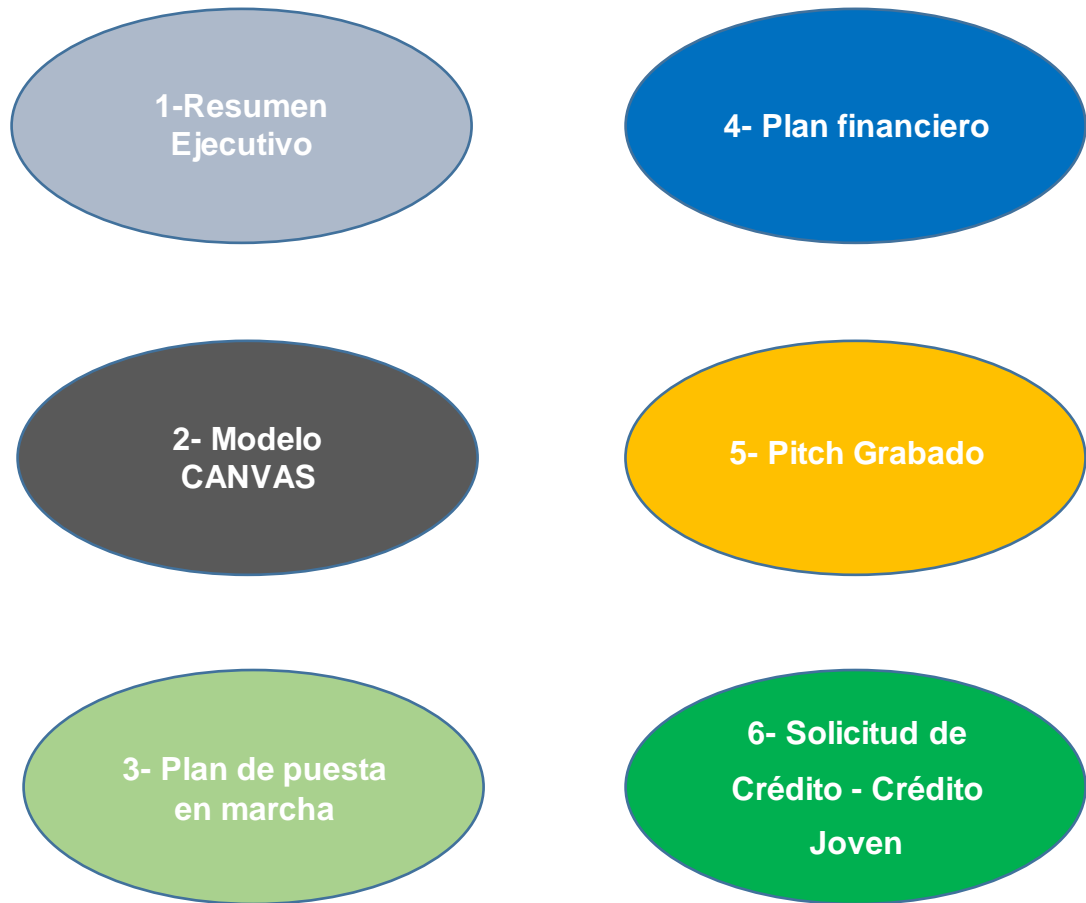 1-Resumen
Ejecutivo
2- Modelo
CANVAS
3- Plan de puesta
en marcha
4- Plan financiero
5- Pitch Grabado
6- Solicitud de
Crédito - Crédito
Joven